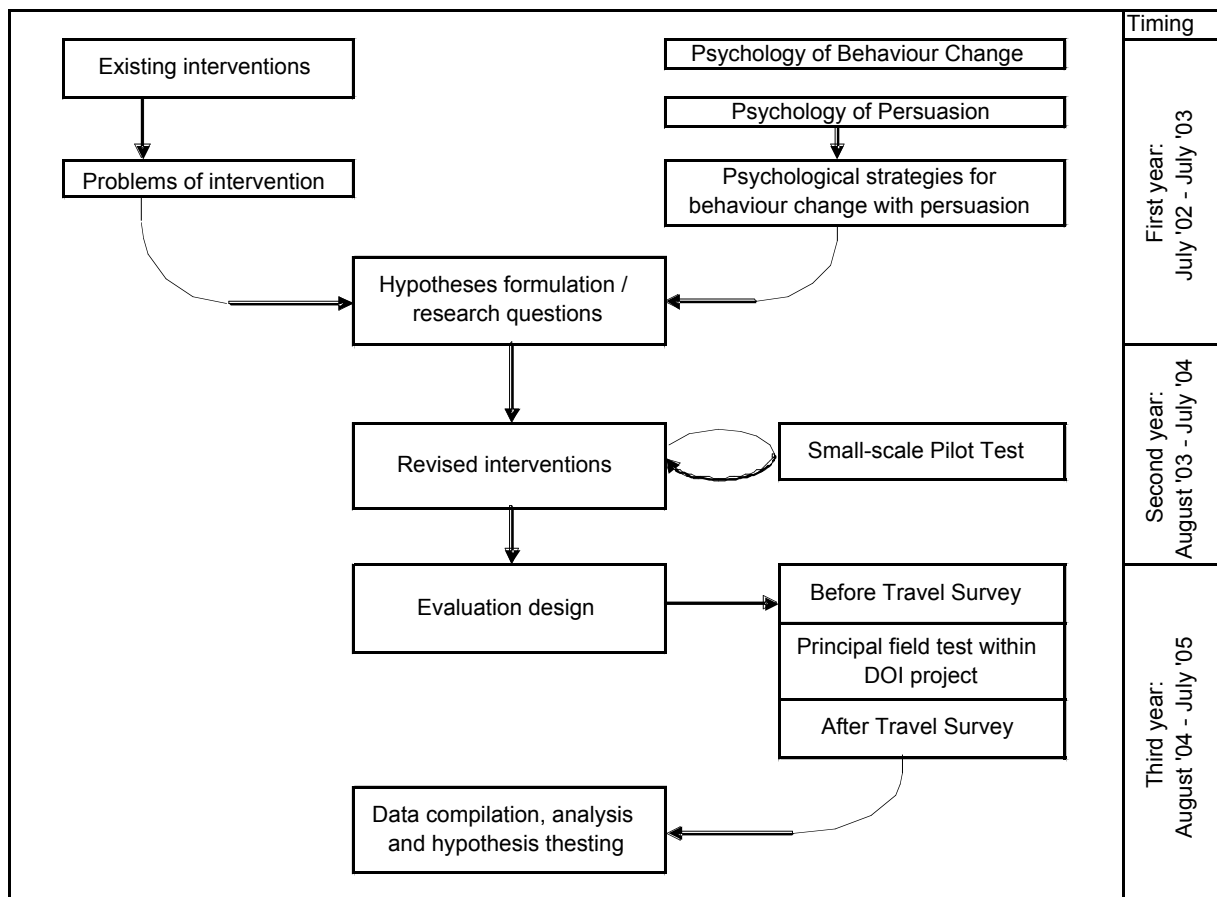 Timing
Existing interventions
Psychology of Behaviour Change
Psychology of Persuasion
Problems of intervention
Psychological strategies for
behaviour change with persuasion
Hypotheses formulation /
research questions
First year:
July '02 - July '03
Revised interventions
Small-scale Pilot Test
Second year:
August '03 - July '04
Evaluation design
Before Travel Survey
Principal field test within
DOI project
After Travel Survey
Data compilation, analysis
and hypothesis thesting
Third year:
August '04 - July '05